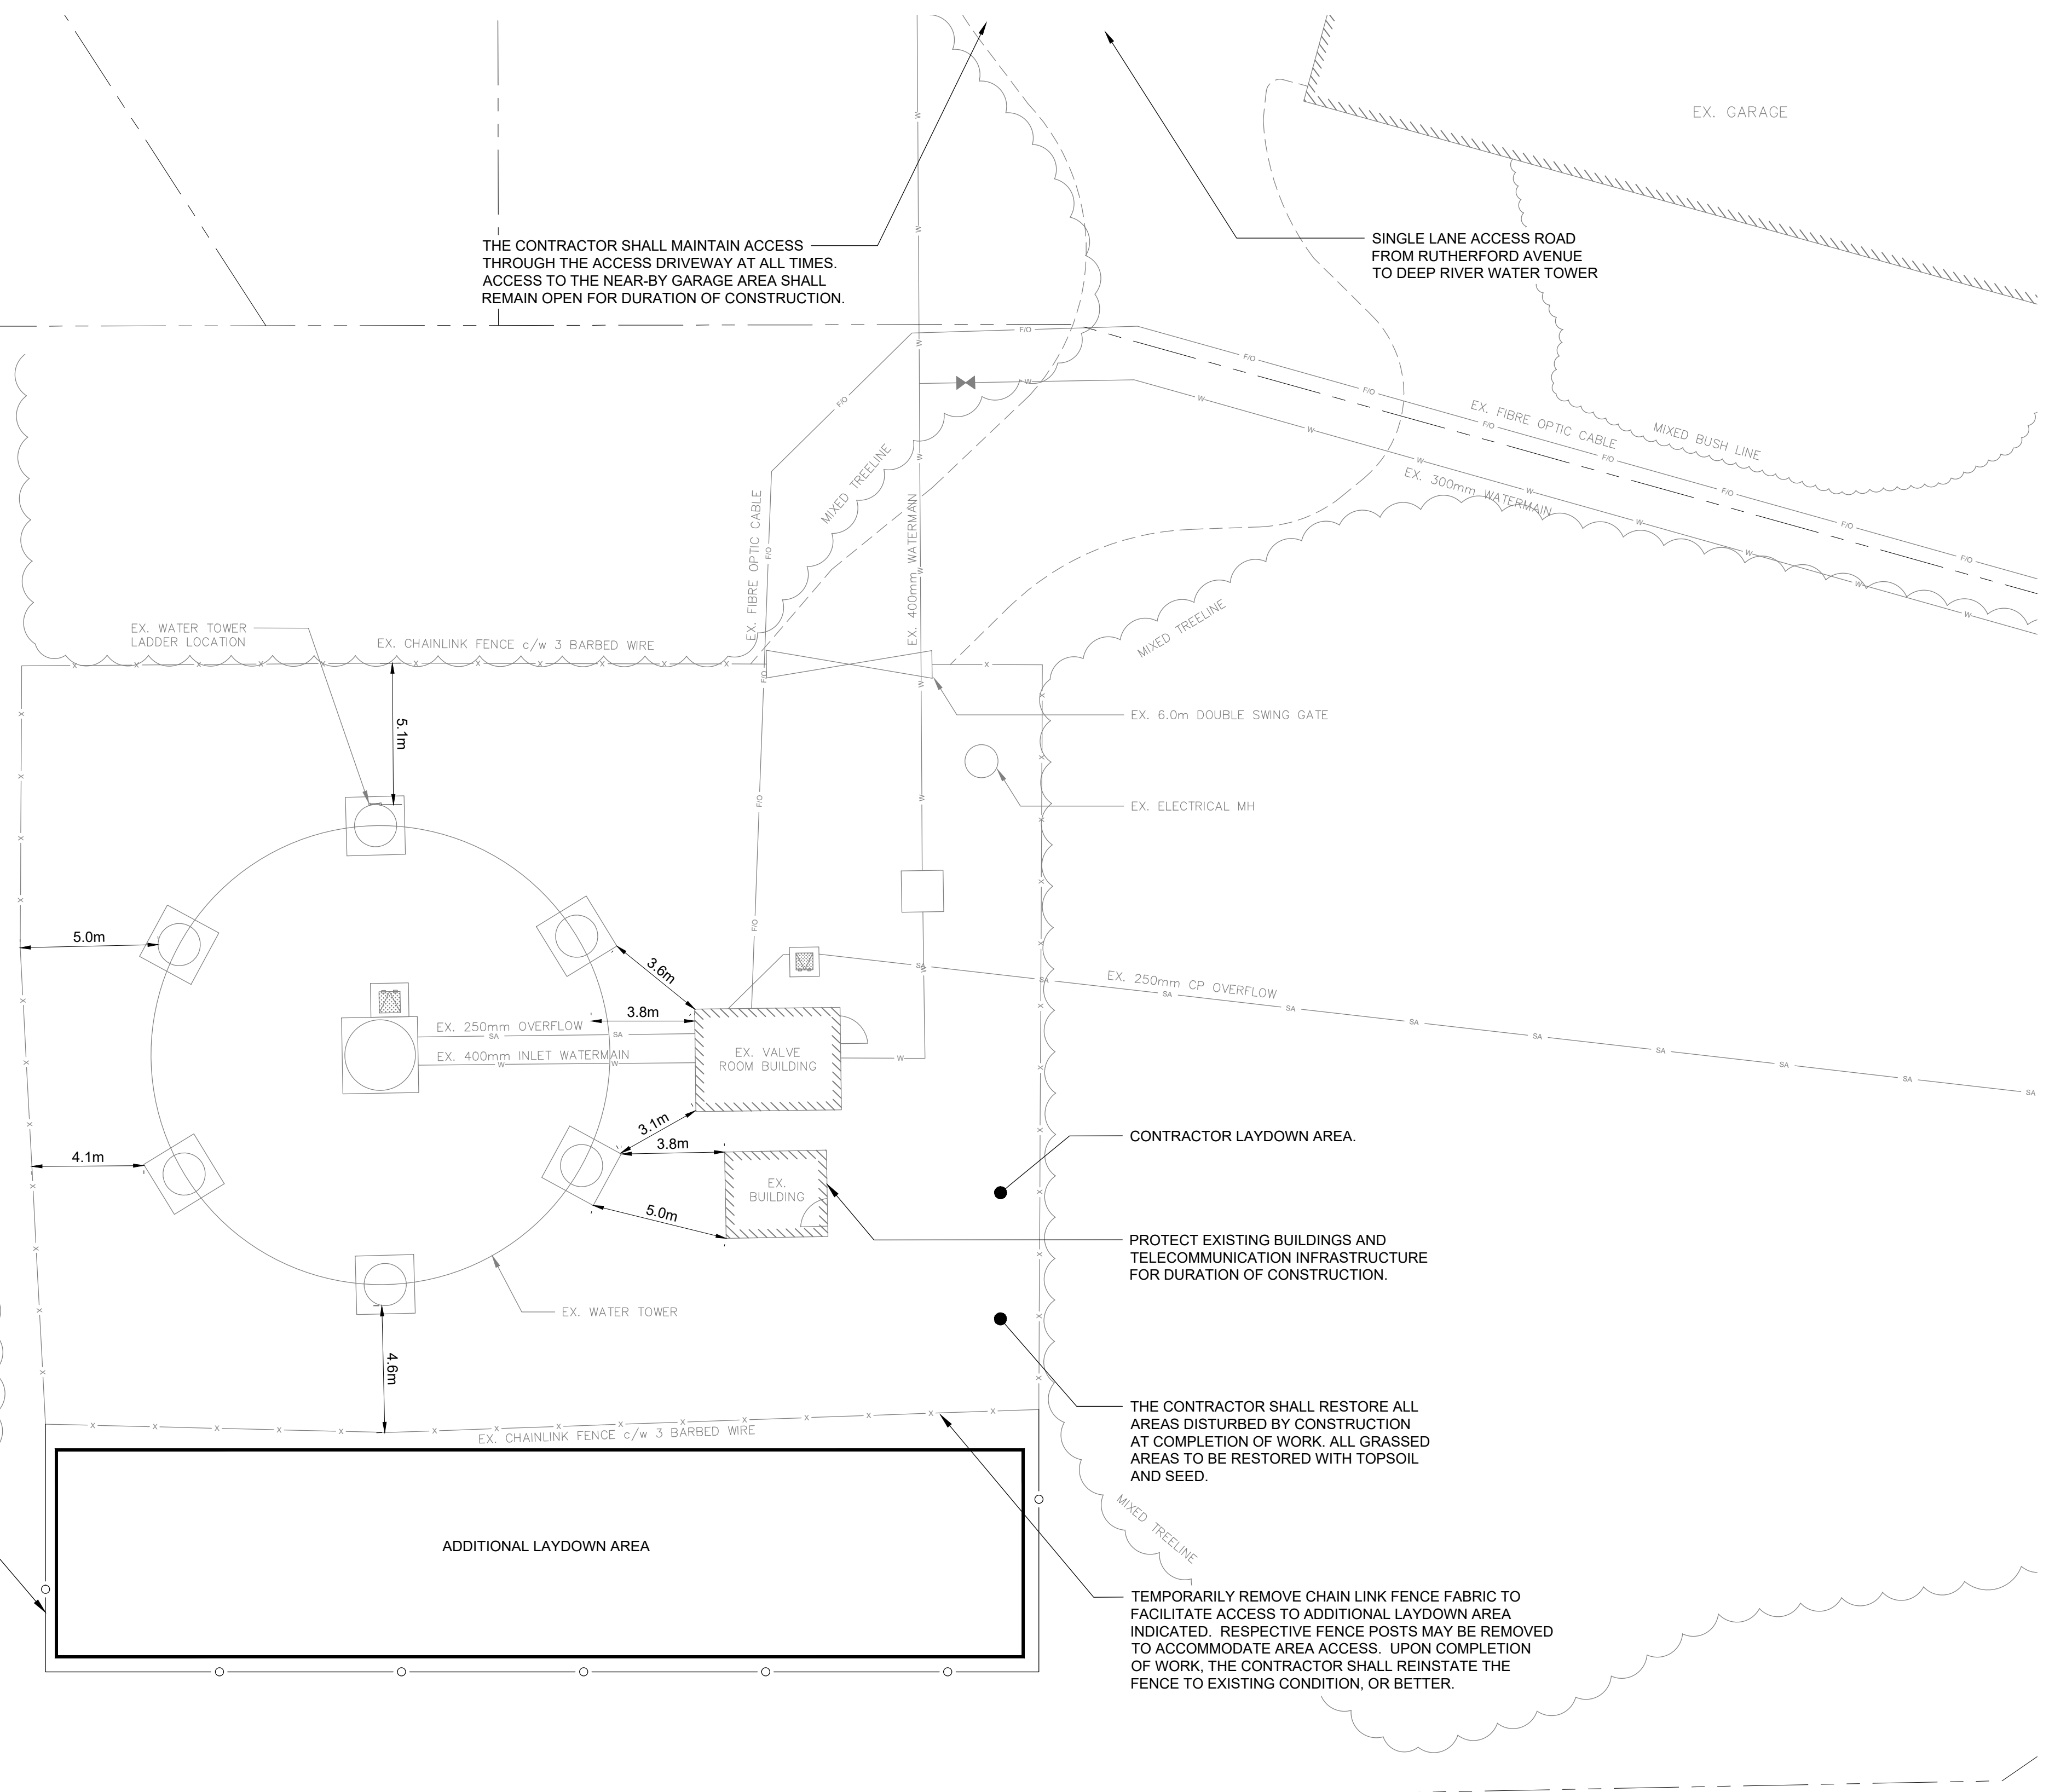 EX. GARAGE
THE CONTRACTOR SHALL MAINTAIN ACCESS
THROUGH THE ACCESS DRIVEWAY AT ALL TIMES.
ACCESS TO THE NEAR-BY GARAGE AREA SHALL
REMAIN OPEN FOR DURATION OF CONSTRUCTION.
SINGLE LANE ACCESS ROAD
FROM RUTHERFORD AVENUE
TO DEEP RIVER WATER TOWER
EX. FIBRE OPTIC CABLE
MIXED BUSH LINE
EX. 300mm WATERMAIN
MIXED TREELINE
EX. FIBRE OPTIC CABLE
EX. 400mm WATERMAIN
MIXED TREELINE
EX. WATER TOWER
LADDER LOCATION
EX. CHAINLINK FENCE c/w 3 BARBED WIRE
5.1m
EX. 6.0m DOUBLE SWING GATE
EX. ELECTRICAL MH
5.0m
3.6m
3.8m
EX. 250mm CP OVERFLOW
EX. 250mm OVERFLOW
EX. 400mm INLET WATERMAIN
EX. VALVE
ROOM BUILDING
3.1m
3.8m
4.1m
CONTRACTOR LAYDOWN AREA.
EX.
BUILDING
5.0m
PROTECT EXISTING BUILDINGS AND
TELECOMMUNICATION INFRASTRUCTURE
FOR DURATION OF CONSTRUCTION.
EX. WATER TOWER
4.6m
THE CONTRACTOR SHALL RESTORE ALL
AREAS DISTURBED BY CONSTRUCTION
AT COMPLETION OF WORK. ALL GRASSED
AREAS TO BE RESTORED WITH TOPSOIL
AND SEED.
EX. CHAINLINK FENCE c/w 3 BARBED WIRE
MIXED TREELINE
ADDITIONAL LAYDOWN AREA
TEMPORARILY REMOVE CHAIN LINK FENCE FABRIC TO
FACILITATE ACCESS TO ADDITIONAL LAYDOWN AREA
INDICATED. RESPECTIVE FENCE POSTS MAY BE REMOVED
TO ACCOMMODATE AREA ACCESS. UPON COMPLETION
OF WORK, THE CONTRACTOR SHALL REINSTATE THE
FENCE TO EXISTING CONDITION, OR BETTER.